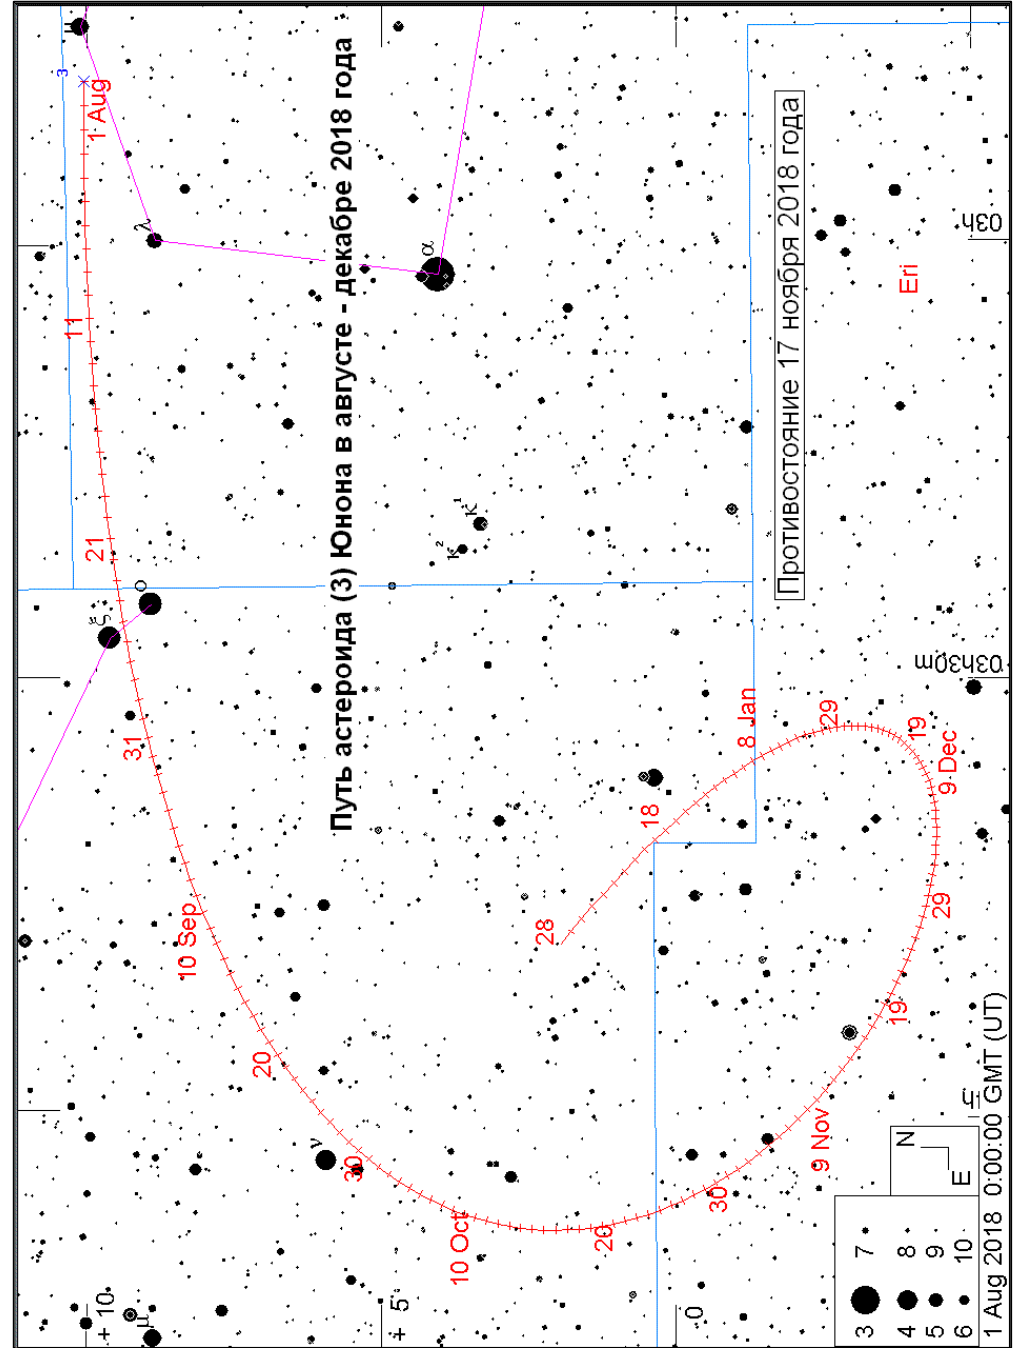 Путь астероида (3) Юнона в августе - декабре 2018 года
Противостояние 17 ноября 2018 года
3
1 Aug
11
21
31
10 Sep
20
30
10 Oct
20
30
9 Nov
19
29
9 Dec
19
29
8 Jan
18
28
μ
λ
α
κ¹
κ²
ξ
ο
ν
μ
Eri
03h
03h30m
+ 10
+ 5
0
N
E
3 7
4 8
5 9
6 10
1 Aug 2018 0:00:00 GMT (UT)